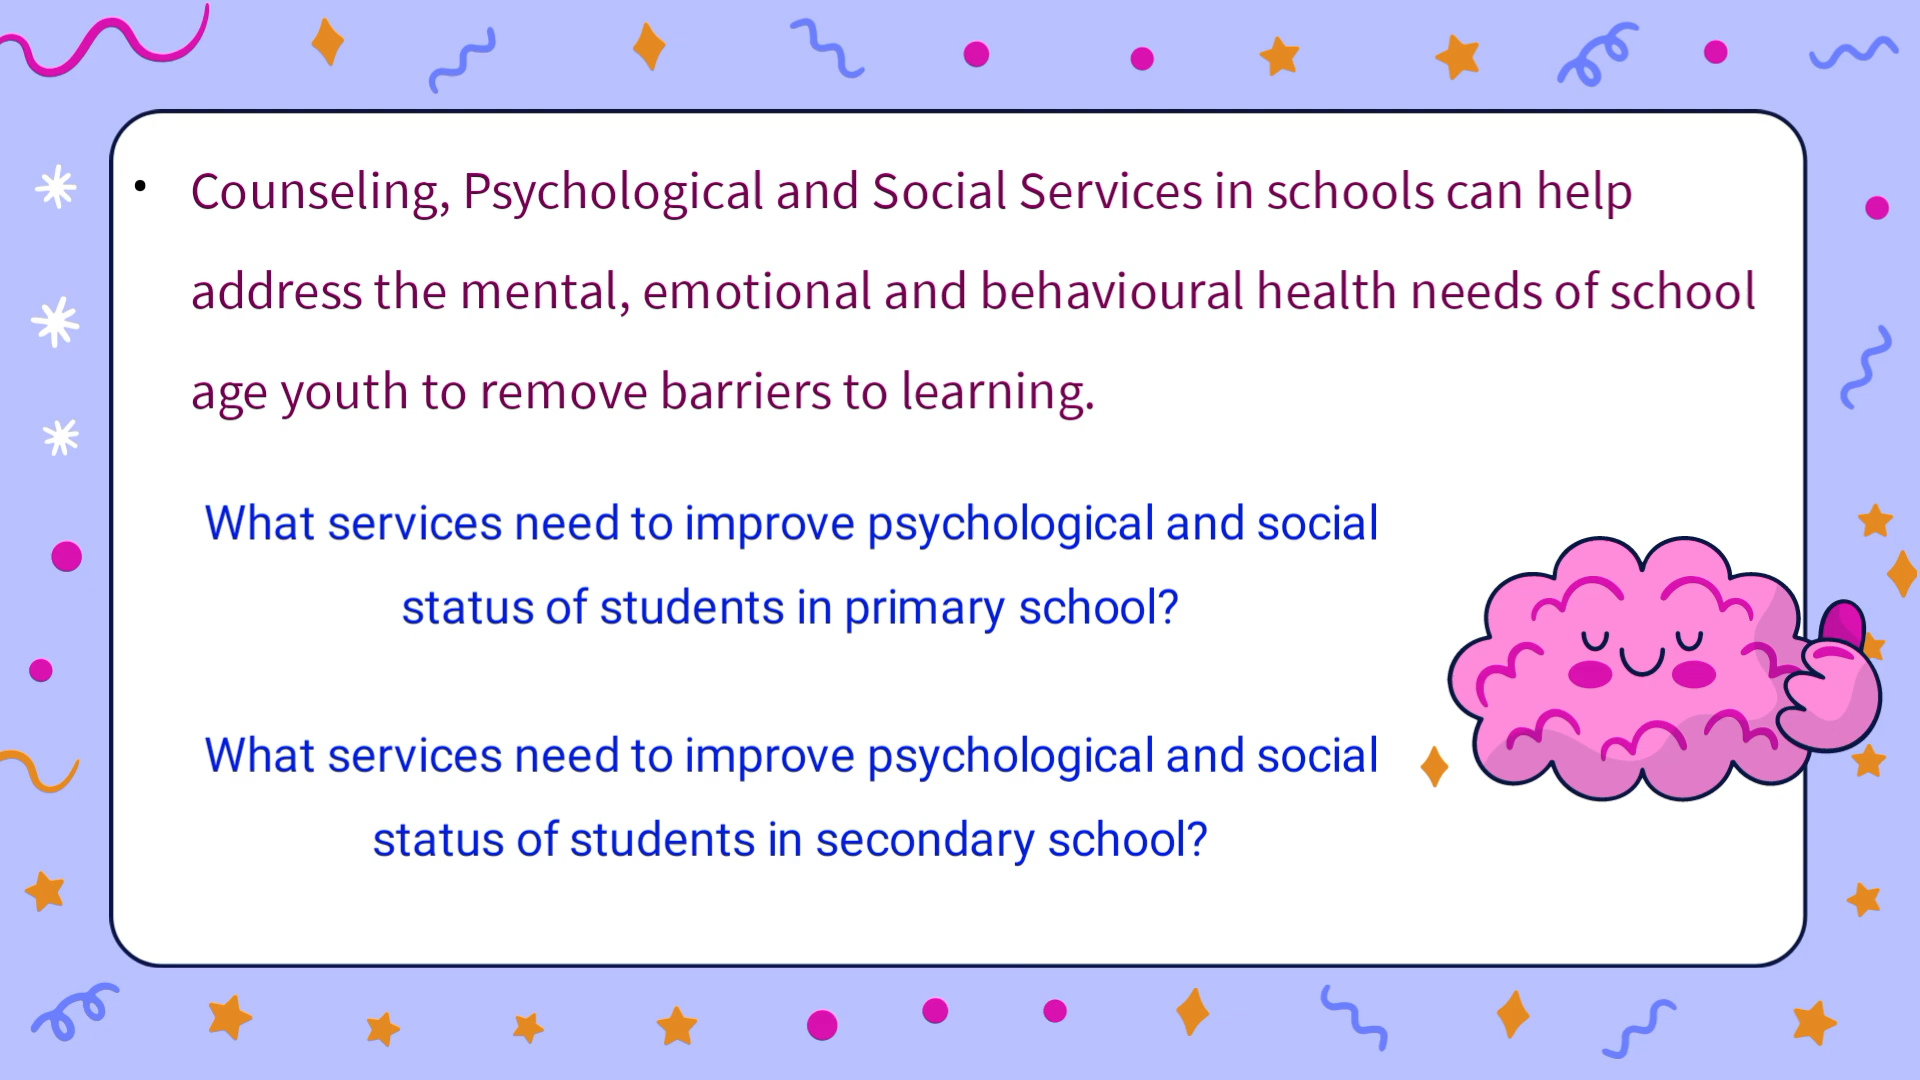 • Counseling, Psychological and Social Services in schools can help
address the mental, emotional and behavioural health needs of school
age youth to remove barriers to learning.
What services need to improve psychological and social
status of students in primary school?
What services need to improve psychological and social
status of students in secondary school?